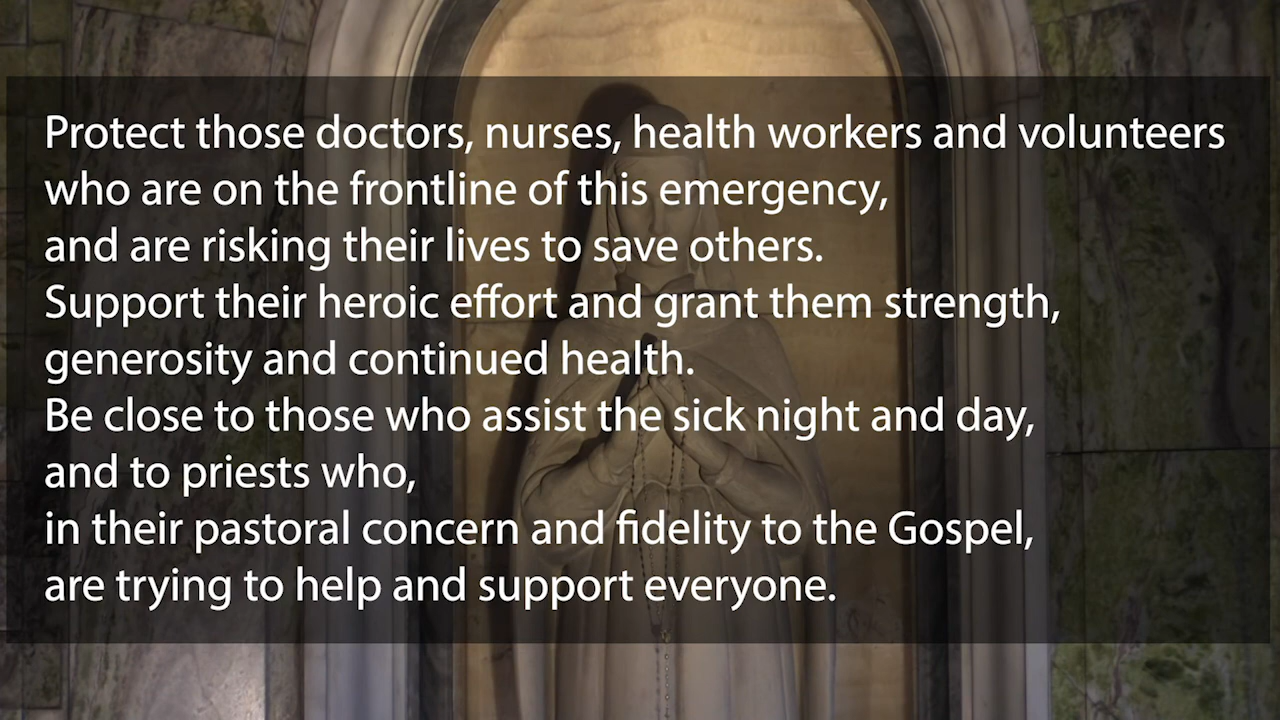 Protect those doctors, nurses, health workers and volunteers
who are on the frontline of this emergency,
and are risking their lives to save others.
Support their heroic effort and grant them strength,
generosity and continued health.
Be close to those who assist the sick night and day,
and to priests who,
in their pastoral concern and fidelity to the Gospel,
are trying to help and support everyone.